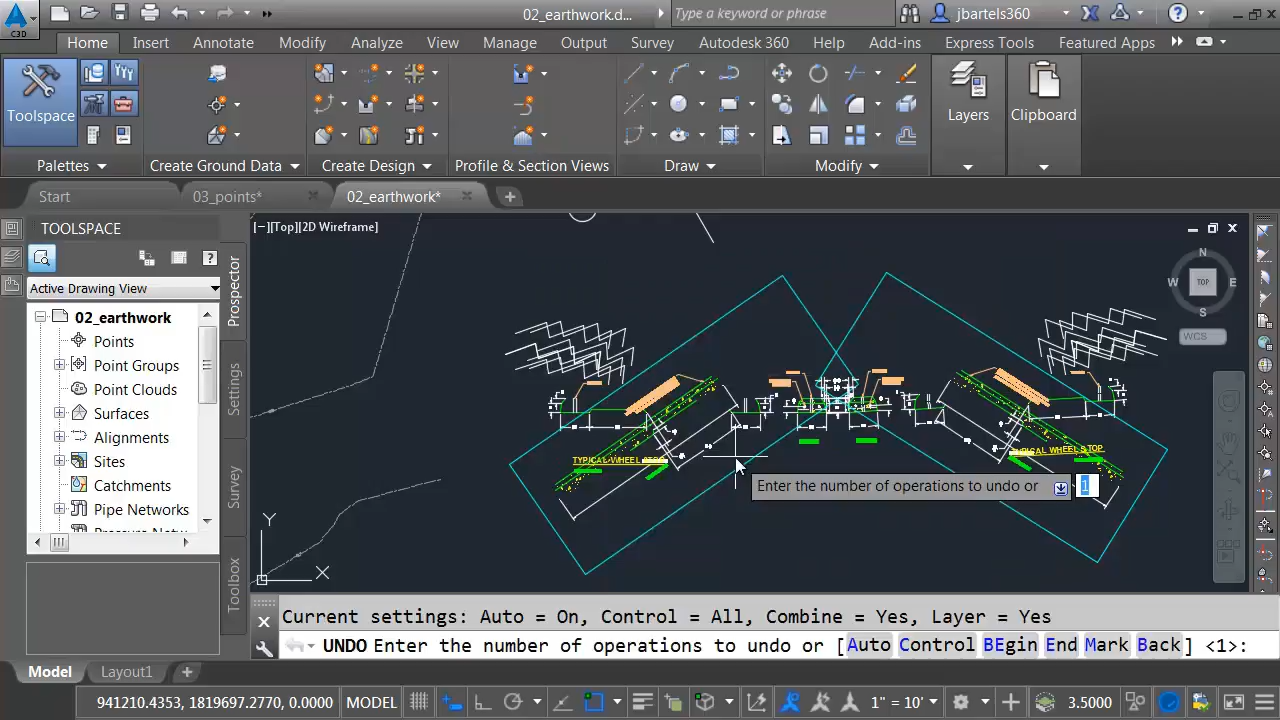 C3D
02_earthwork.d...
Type a keyword or phrase
jbartels360
Home Insert Annotate Modify Analyze View Manage Output Survey Autodesk 360 Help Add-ins Express Tools Featured Apps
Toolspace
Layers
Clipboard
Palettes
Create Ground Data
Create Design
Profile & Section Views
Draw
Modify
Start
03_points*
02_earthwork*
TOOLSPACE
[−][Top][2D Wireframe]
Active Drawing View
02_earthwork
Points
Point Groups
Point Clouds
Surfaces
Alignments
Sites
Catchments
Pipe Networks
Prospector
Settings
Survey
Toolbox
N
W TOP E
S
WCS
TYPICAL WHEEL STOP
WHEEL STOP
Enter the number of operations to undo or 1
Y
X
Current settings: Auto = On, Control = All, Combine = Yes, Layer = Yes
UNDO Enter the number of operations to undo or [Auto Control BEgin End Mark Back] <1>:
Model Layout1
941210.4353, 1819697.2770, 0.0000 MODEL 1" = 10' 3.5000